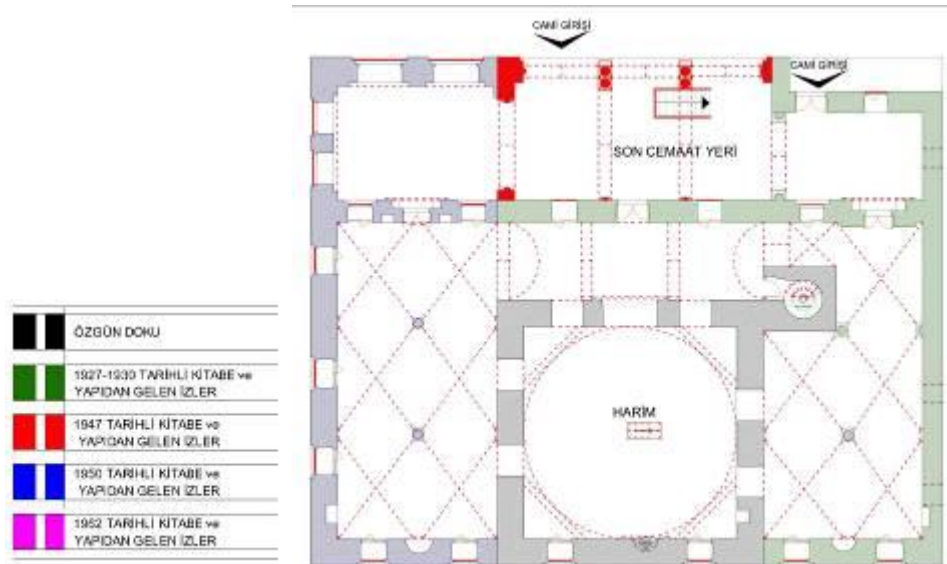 CAMİ GİRİŞİ
CAMİ GİRİŞİ
SON CEMAAT YERİ
HARİM
ÖZGÜN DOKU
1927-1930 TARİHLİ KİTABE ve
YAPIDAN GELEN İZLER
1947 TARİHLİ KİTABE ve
YAPIDAN GELEN İZLER
1950 TARİHLİ KİTABE ve
YAPIDAN GELEN İZLER
1952 TARİHLİ KİTABE ve
YAPIDAN GELEN İZLER